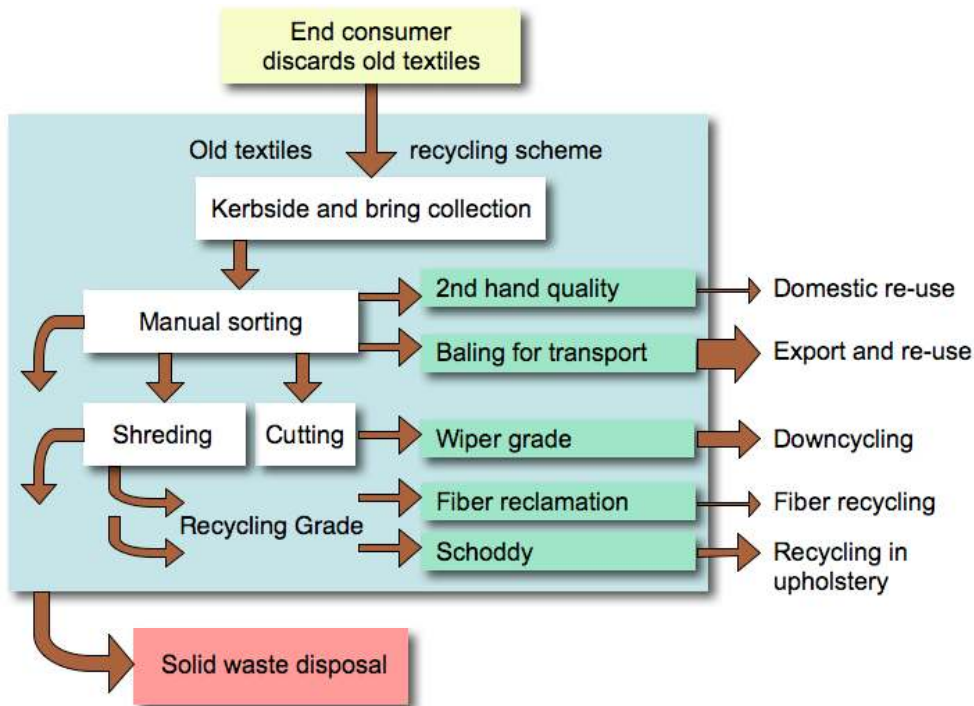 End consumer
discards old textiles
Old textiles recycling scheme
Kerbside and bring collection
Manual sorting
2nd hand quality
Domestic re-use
Baling for transport
Export and re-use
Shreding
Cutting
Wiper grade
Downcycling
Recycling Grade
Fiber reclamation
Fiber recycling
Schoddy
Recycling in
upholstery
Solid waste disposal